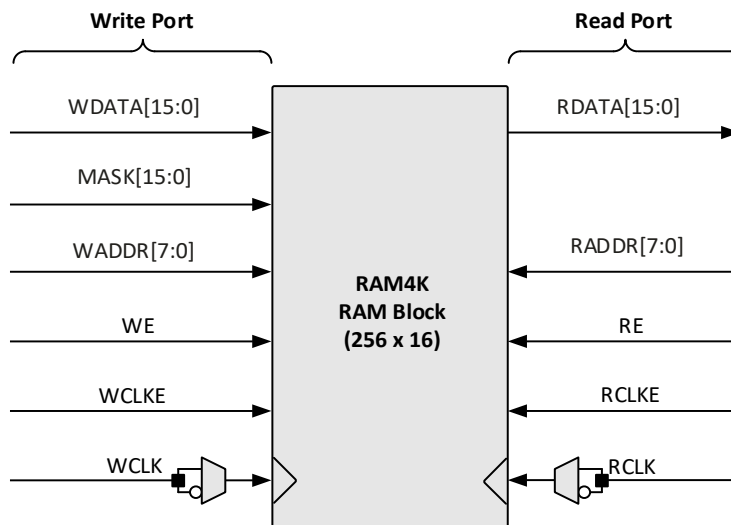 Write Port
Read Port
WDATA[15:0]
RDATA[15:0]
MASK[15:0]
WADDR[7:0]
RADDR[7:0]
RAM4K
RAM Block
(256 x 16)
WE
RE
WCLKE
RCLKE
WCLK
RCLK